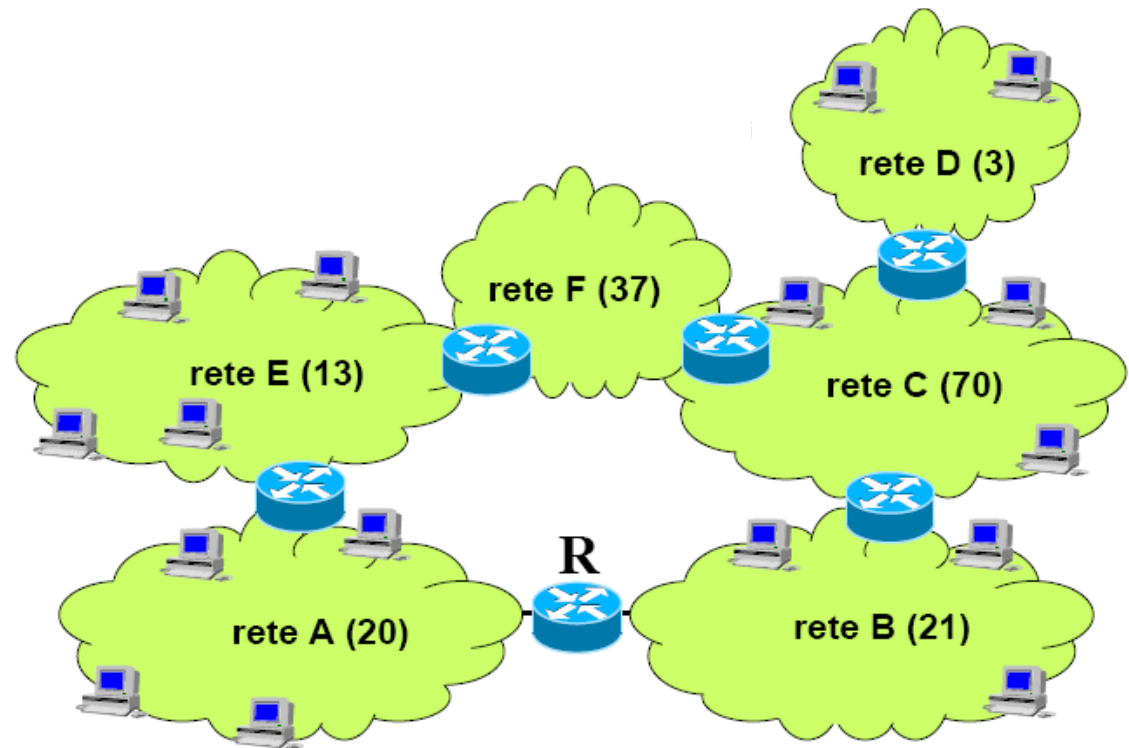 rete D (3)
rete F (37)
rete E (13)
rete C (70)
R
rete A (20)
rete B (21)